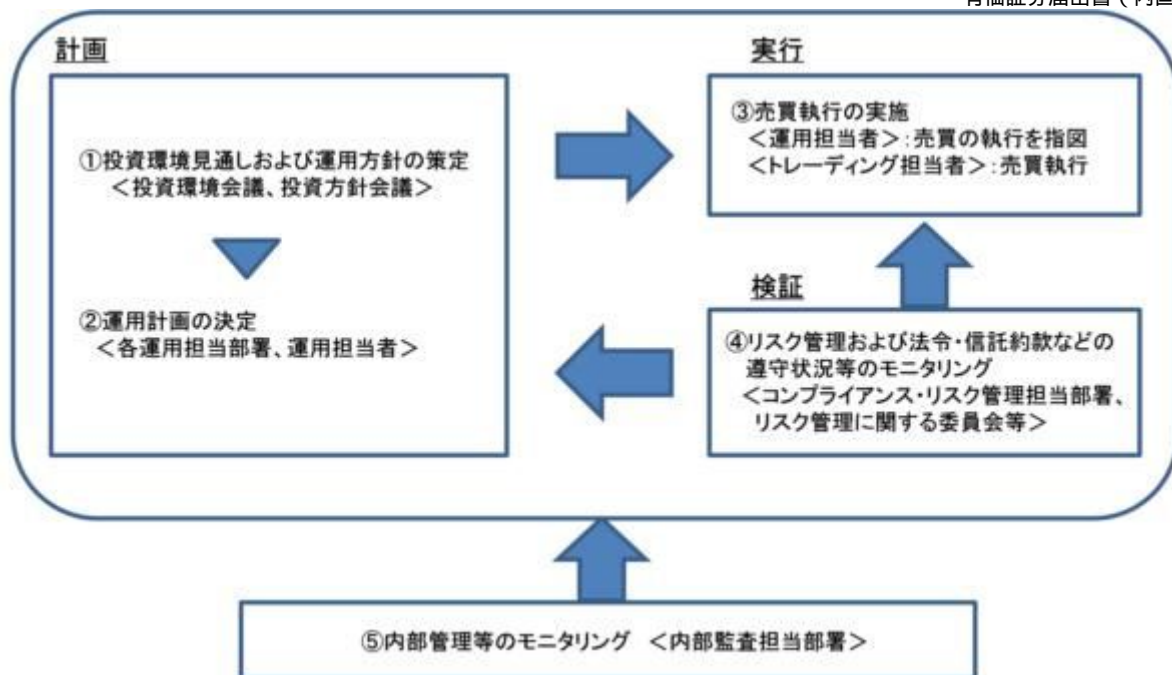 計画
①投資環境見通しおよび運用方針の策定
＜投資環境会議、投資方針会議＞
②運用計画の決定
＜各運用担当部署、運用担当者＞
実行
③売買執行の実施
＜運用担当者＞：売買の執行を指図
＜トレーディング担当者＞：売買執行
検証
④リスク管理および法令・信託約款などの
遵守状況等のモニタリング
＜コンプライアンス・リスク管理担当部署、
リスク管理に関する委員会等＞
⑤内部管理等のモニタリング ＜内部監査担当部署＞